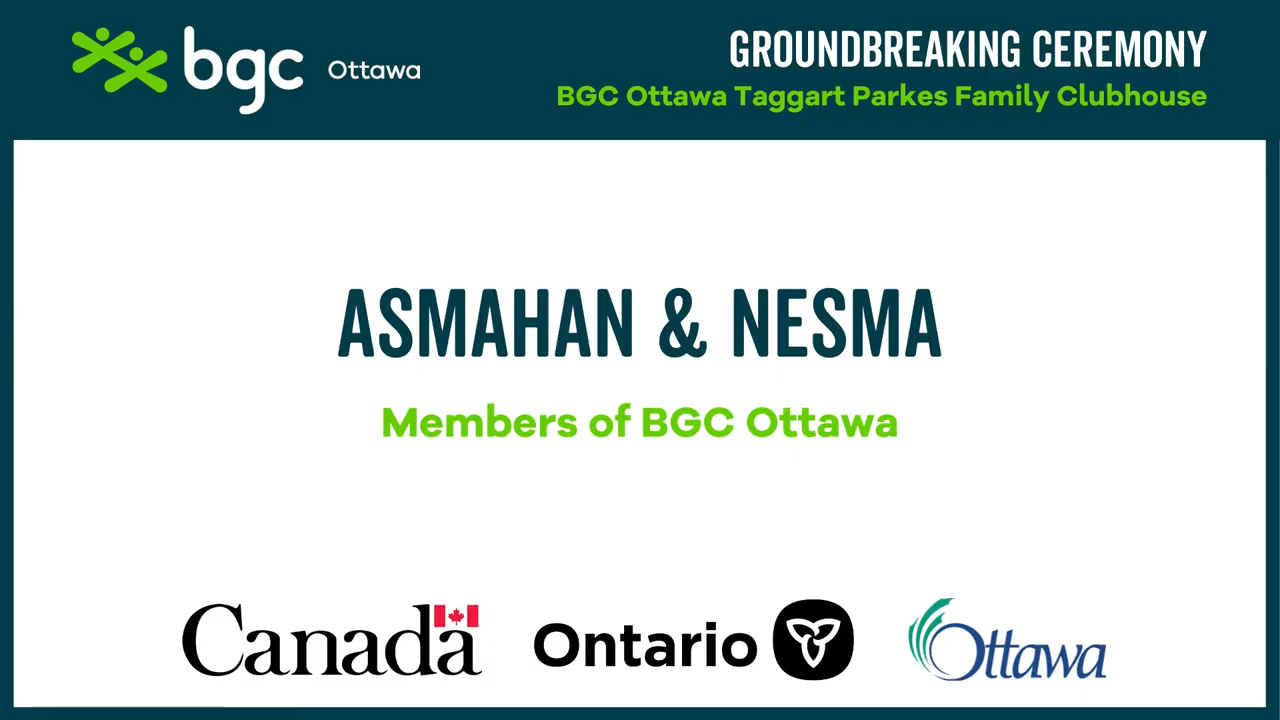 bgc Ottawa
GROUNDBREAKING CEREMONY
BGC Ottawa Taggart Parkes Family Clubhouse
ASMAHAN & NESMA
Members of BGC Ottawa
Canada
Ontario
Ottawa